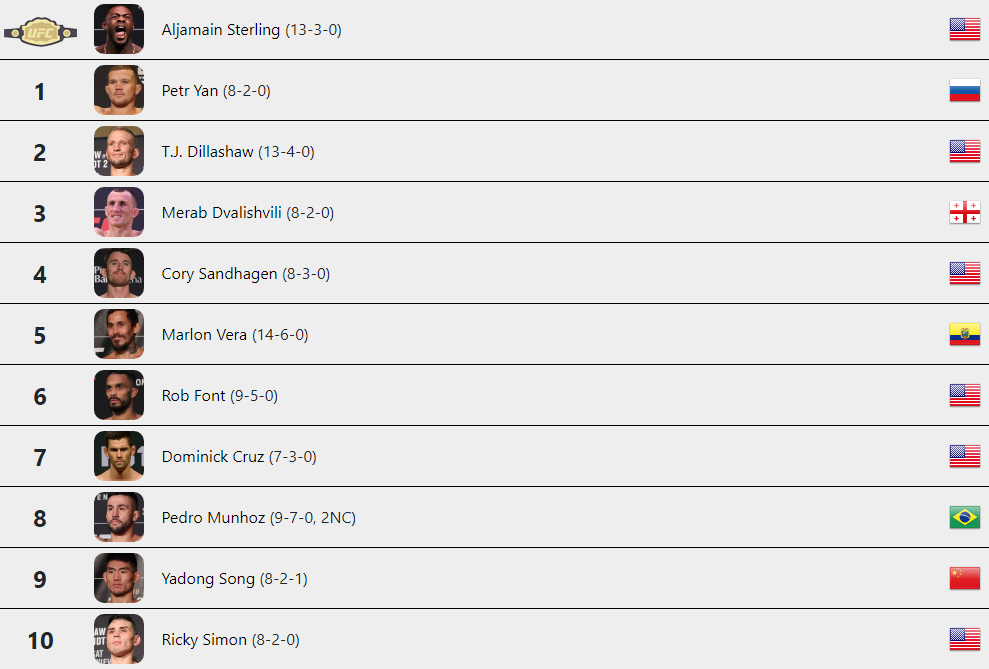 UFC
Aljamain Sterling (13-3-0)
1
Petr Yan (8-2-0)
2
T.J. Dillashaw (13-4-0)
3
Merab Dvalishvili (8-2-0)
4
Cory Sandhagen (8-3-0)
5
Marlon Vera (14-6-0)
6
Rob Font (9-5-0)
7
Dominick Cruz (7-3-0)
8
Pedro Munhoz (9-7-0, 2NC)
9
Yadong Song (8-2-1)
10
Ricky Simon (8-2-0)